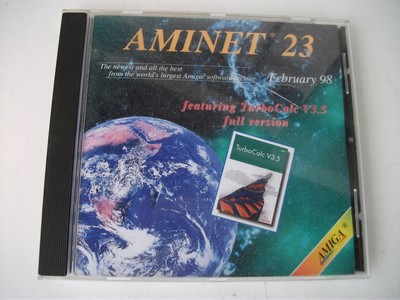 AMINET® 23
The newest and all the best
from the world's largest Amiga® software archive
February 98
featuring TurboCalc V3.5
full version
TurboCalc V3.5
AMIGA